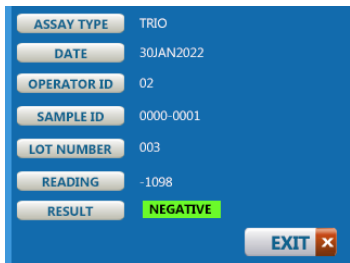 ASSAY TYPE TRIO
DATE 30JAN2022
OPERATOR ID 02
SAMPLE ID 0000-0001
LOT NUMBER 003
READING -1098
RESULT NEGATIVE
EXIT ×